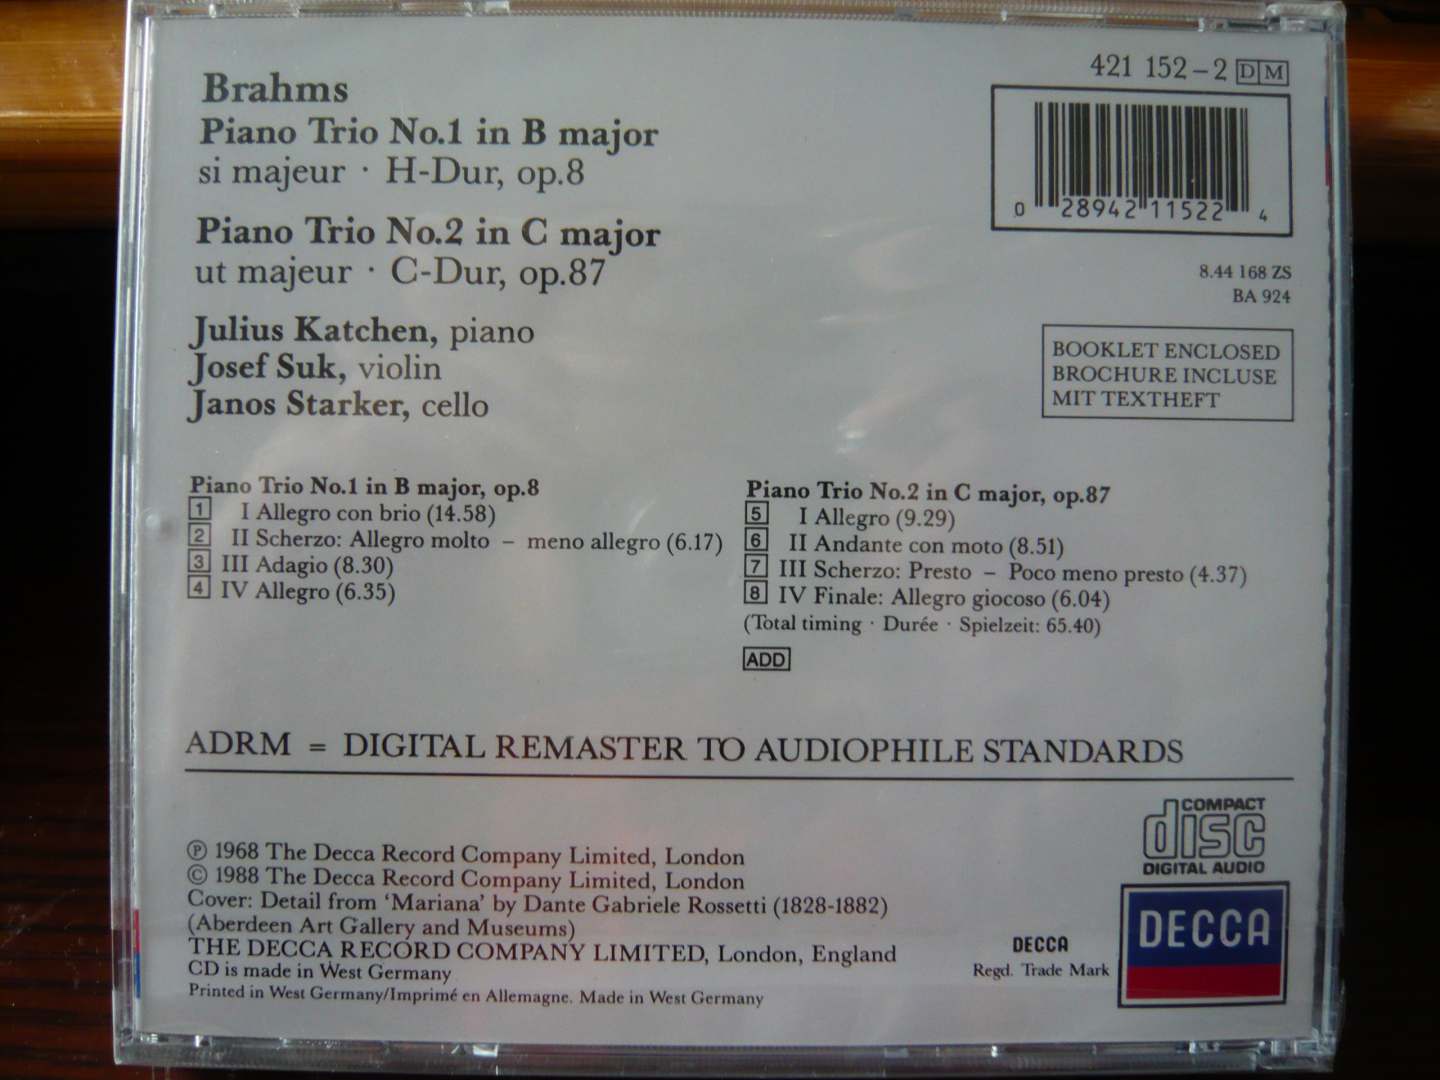 Brahms
Piano Trio No.1 in B major
si majeur · H-Dur, op.8
Piano Trio No.2 in C major
ut majeur · C-Dur, op.87
Julius Katchen, piano
Josef Suk, violin
Janos Starker, cello
421 152–2 D M
0 28942 11522 4
8.44 168 ZS
BA 924
BOOKLET ENCLOSED
BROCHURE INCLUSE
MIT TEXTHEFT
Piano Trio No.1 in B major, op.8
1 I Allegro con brio (14.58)
2 II Scherzo: Allegro molto – meno allegro (6.17)
3 III Adagio (8.30)
4 IV Allegro (6.35)
Piano Trio No.2 in C major, op.87
5 I Allegro (9.29)
6 II Andante con moto (8.51)
7 III Scherzo: Presto – Poco meno presto (4.37)
8 IV Finale: Allegro giocoso (6.04)
(Total timing · Durée · Spielzeit: 65.40)
ADD
ADRM = DIGITAL REMASTER TO AUDIOPHILE STANDARDS
℗ 1968 The Decca Record Company Limited, London
© 1988 The Decca Record Company Limited, London
Cover: Detail from ‘Mariana’ by Dante Gabriele Rossetti (1828-1882)
(Aberdeen Art Gallery and Museums)
THE DECCA RECORD COMPANY LIMITED, London, England
CD is made in West Germany
Printed in West Germany/Imprimé en Allemagne. Made in West Germany
COMPACT
disc
DIGITAL AUDIO
DECCA
Regd. Trade Mark
DECCA